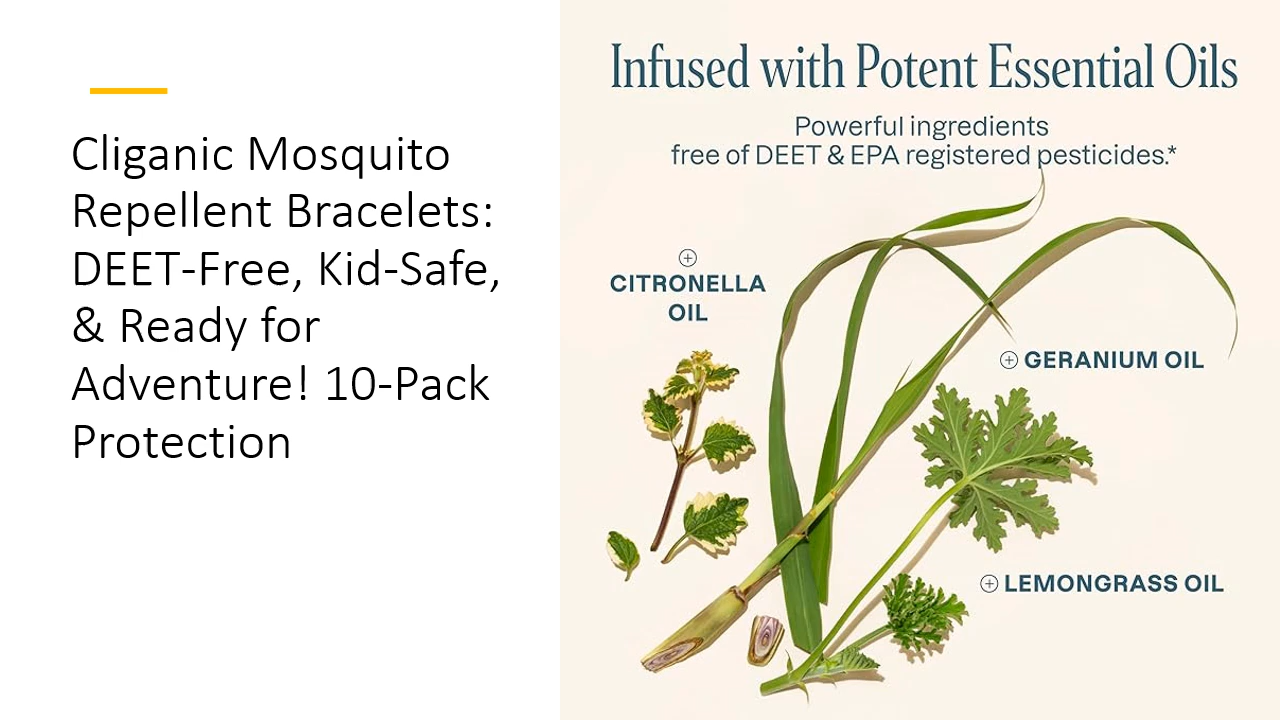 Cliganic Mosquito
Repellent Bracelets:
DEET-Free, Kid-Safe,
& Ready for
Adventure! 10-Pack
Protection
Infused with Potent Essential Oils
Powerful ingredients
free of DEET & EPA registered pesticides.*
CITRONELLA
OIL
GERANIUM OIL
LEMONGRASS OIL